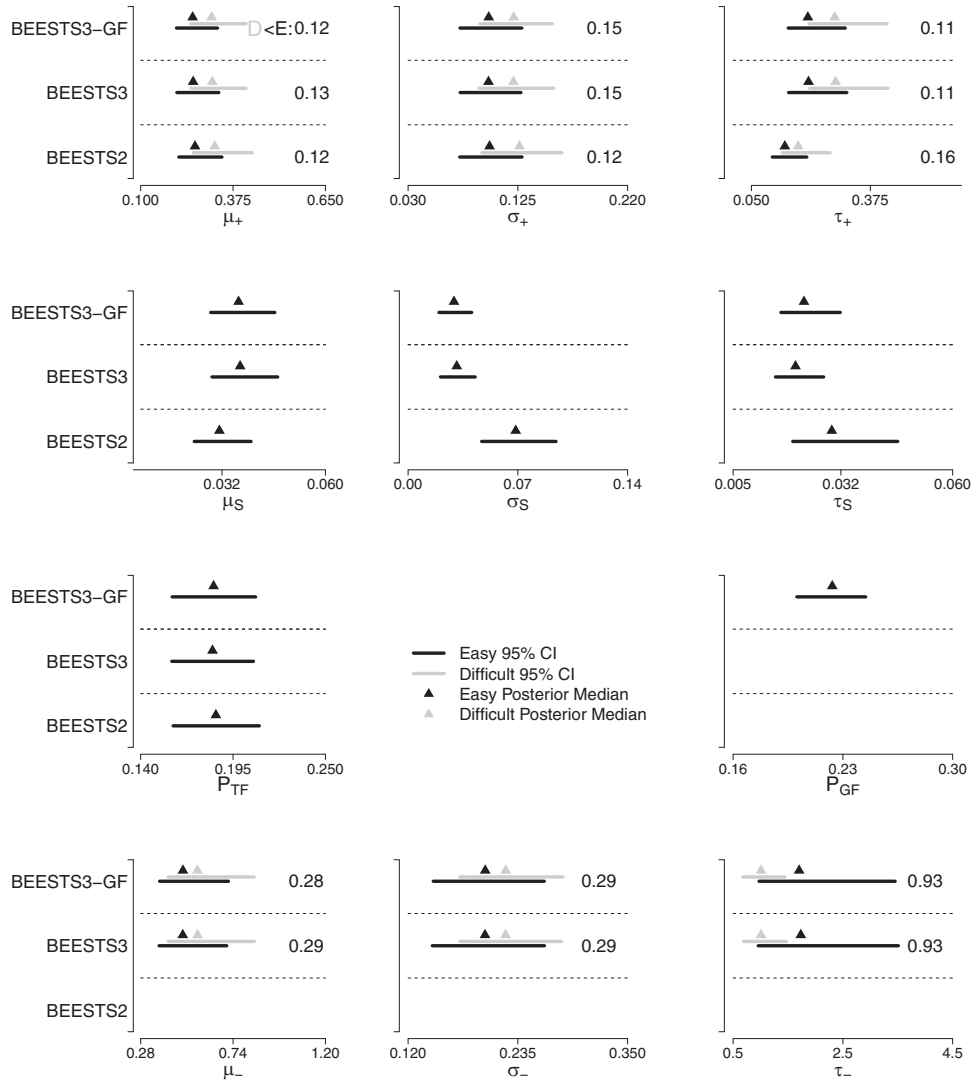 BEESTS3−GF D<E: 0.12 0.15 0.11
BEESTS3 0.13 0.15 0.11
BEESTS2 0.12 0.12 0.16
0.100 0.375 0.650 0.030 0.125 0.220 0.050 0.375
μ+ σ+ τ+
BEESTS3−GF
BEESTS3
BEESTS2
0.032 0.060 0.00 0.07 0.14 0.005 0.032 0.060
μS σS τS
BEESTS3−GF
BEESTS3
BEESTS2
Easy 95% CI
Difficult 95% CI
Easy Posterior Median
Difficult Posterior Median
0.140 0.195 0.250 0.16 0.23 0.30
PTF PGF
BEESTS3−GF 0.28 0.29 0.93
BEESTS3 0.29 0.29 0.93
BEESTS2
0.28 0.74 1.20 0.120 0.235 0.350 0.5 2.5 4.5
μ− σ− τ−